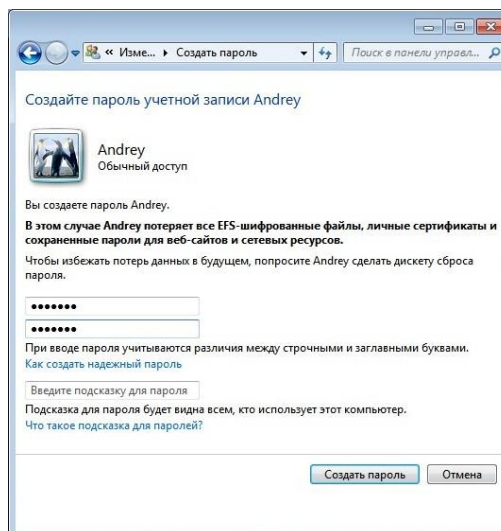 « Изме... ▸ Создать пароль Поиск в панели управл...
Создайте пароль учетной записи Andrey
Andrey
Обычный доступ
Вы создаете пароль Andrey.
В этом случае Andrey потеряет все EFS-шифрованные файлы, личные сертификаты и
сохраненные пароли для веб-сайтов и сетевых ресурсов.
Чтобы избежать потерь данных в будущем, попросите Andrey сделать дискету сброса
пароля.
•••••••
•••••••
При вводе пароля учитываются различия между строчными и заглавными буквами.
Как создать надежный пароль
Введите подсказку для пароля
Подсказка для пароля будет видна всем, кто использует этот компьютер.
Что такое подсказка для паролей?
Создать пароль Отмена